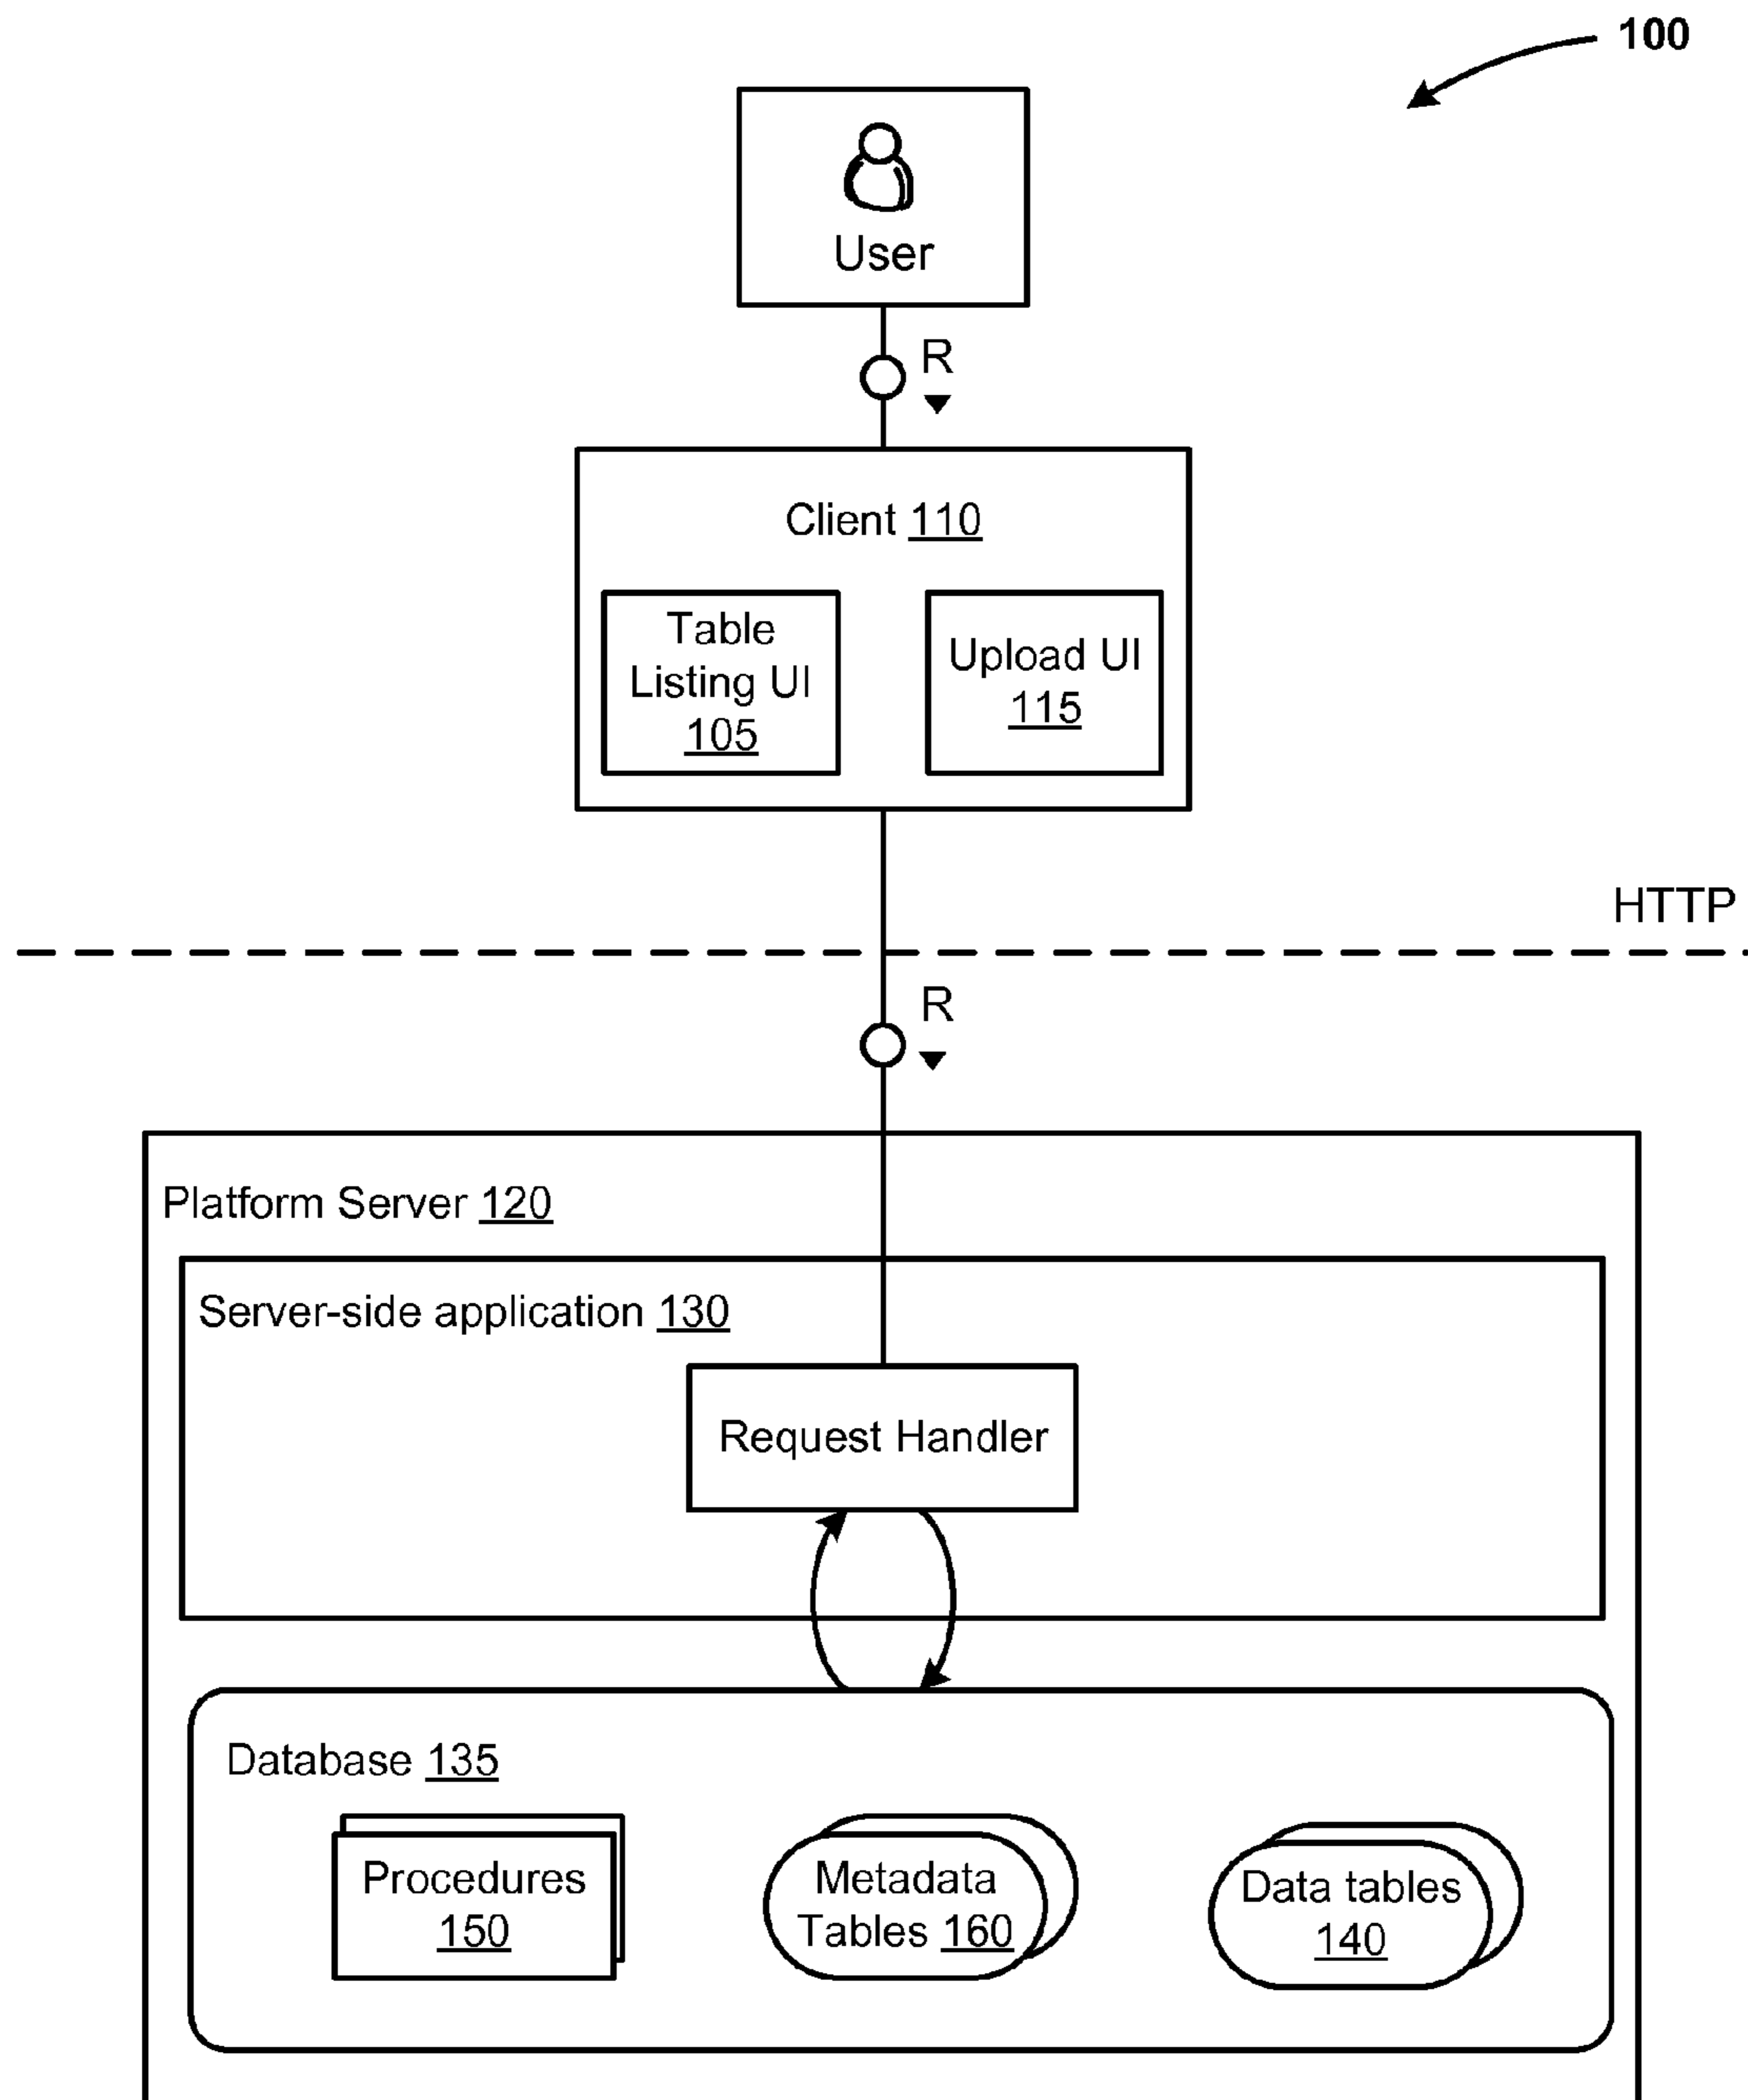 100
User
R
Client 110
Table
Listing UI
105
Upload UI
115
HTTP
R
Platform Server 120
Server-side application 130
Request Handler
Database 135
Procedures
150
Metadata
Tables 160
Data tables
140